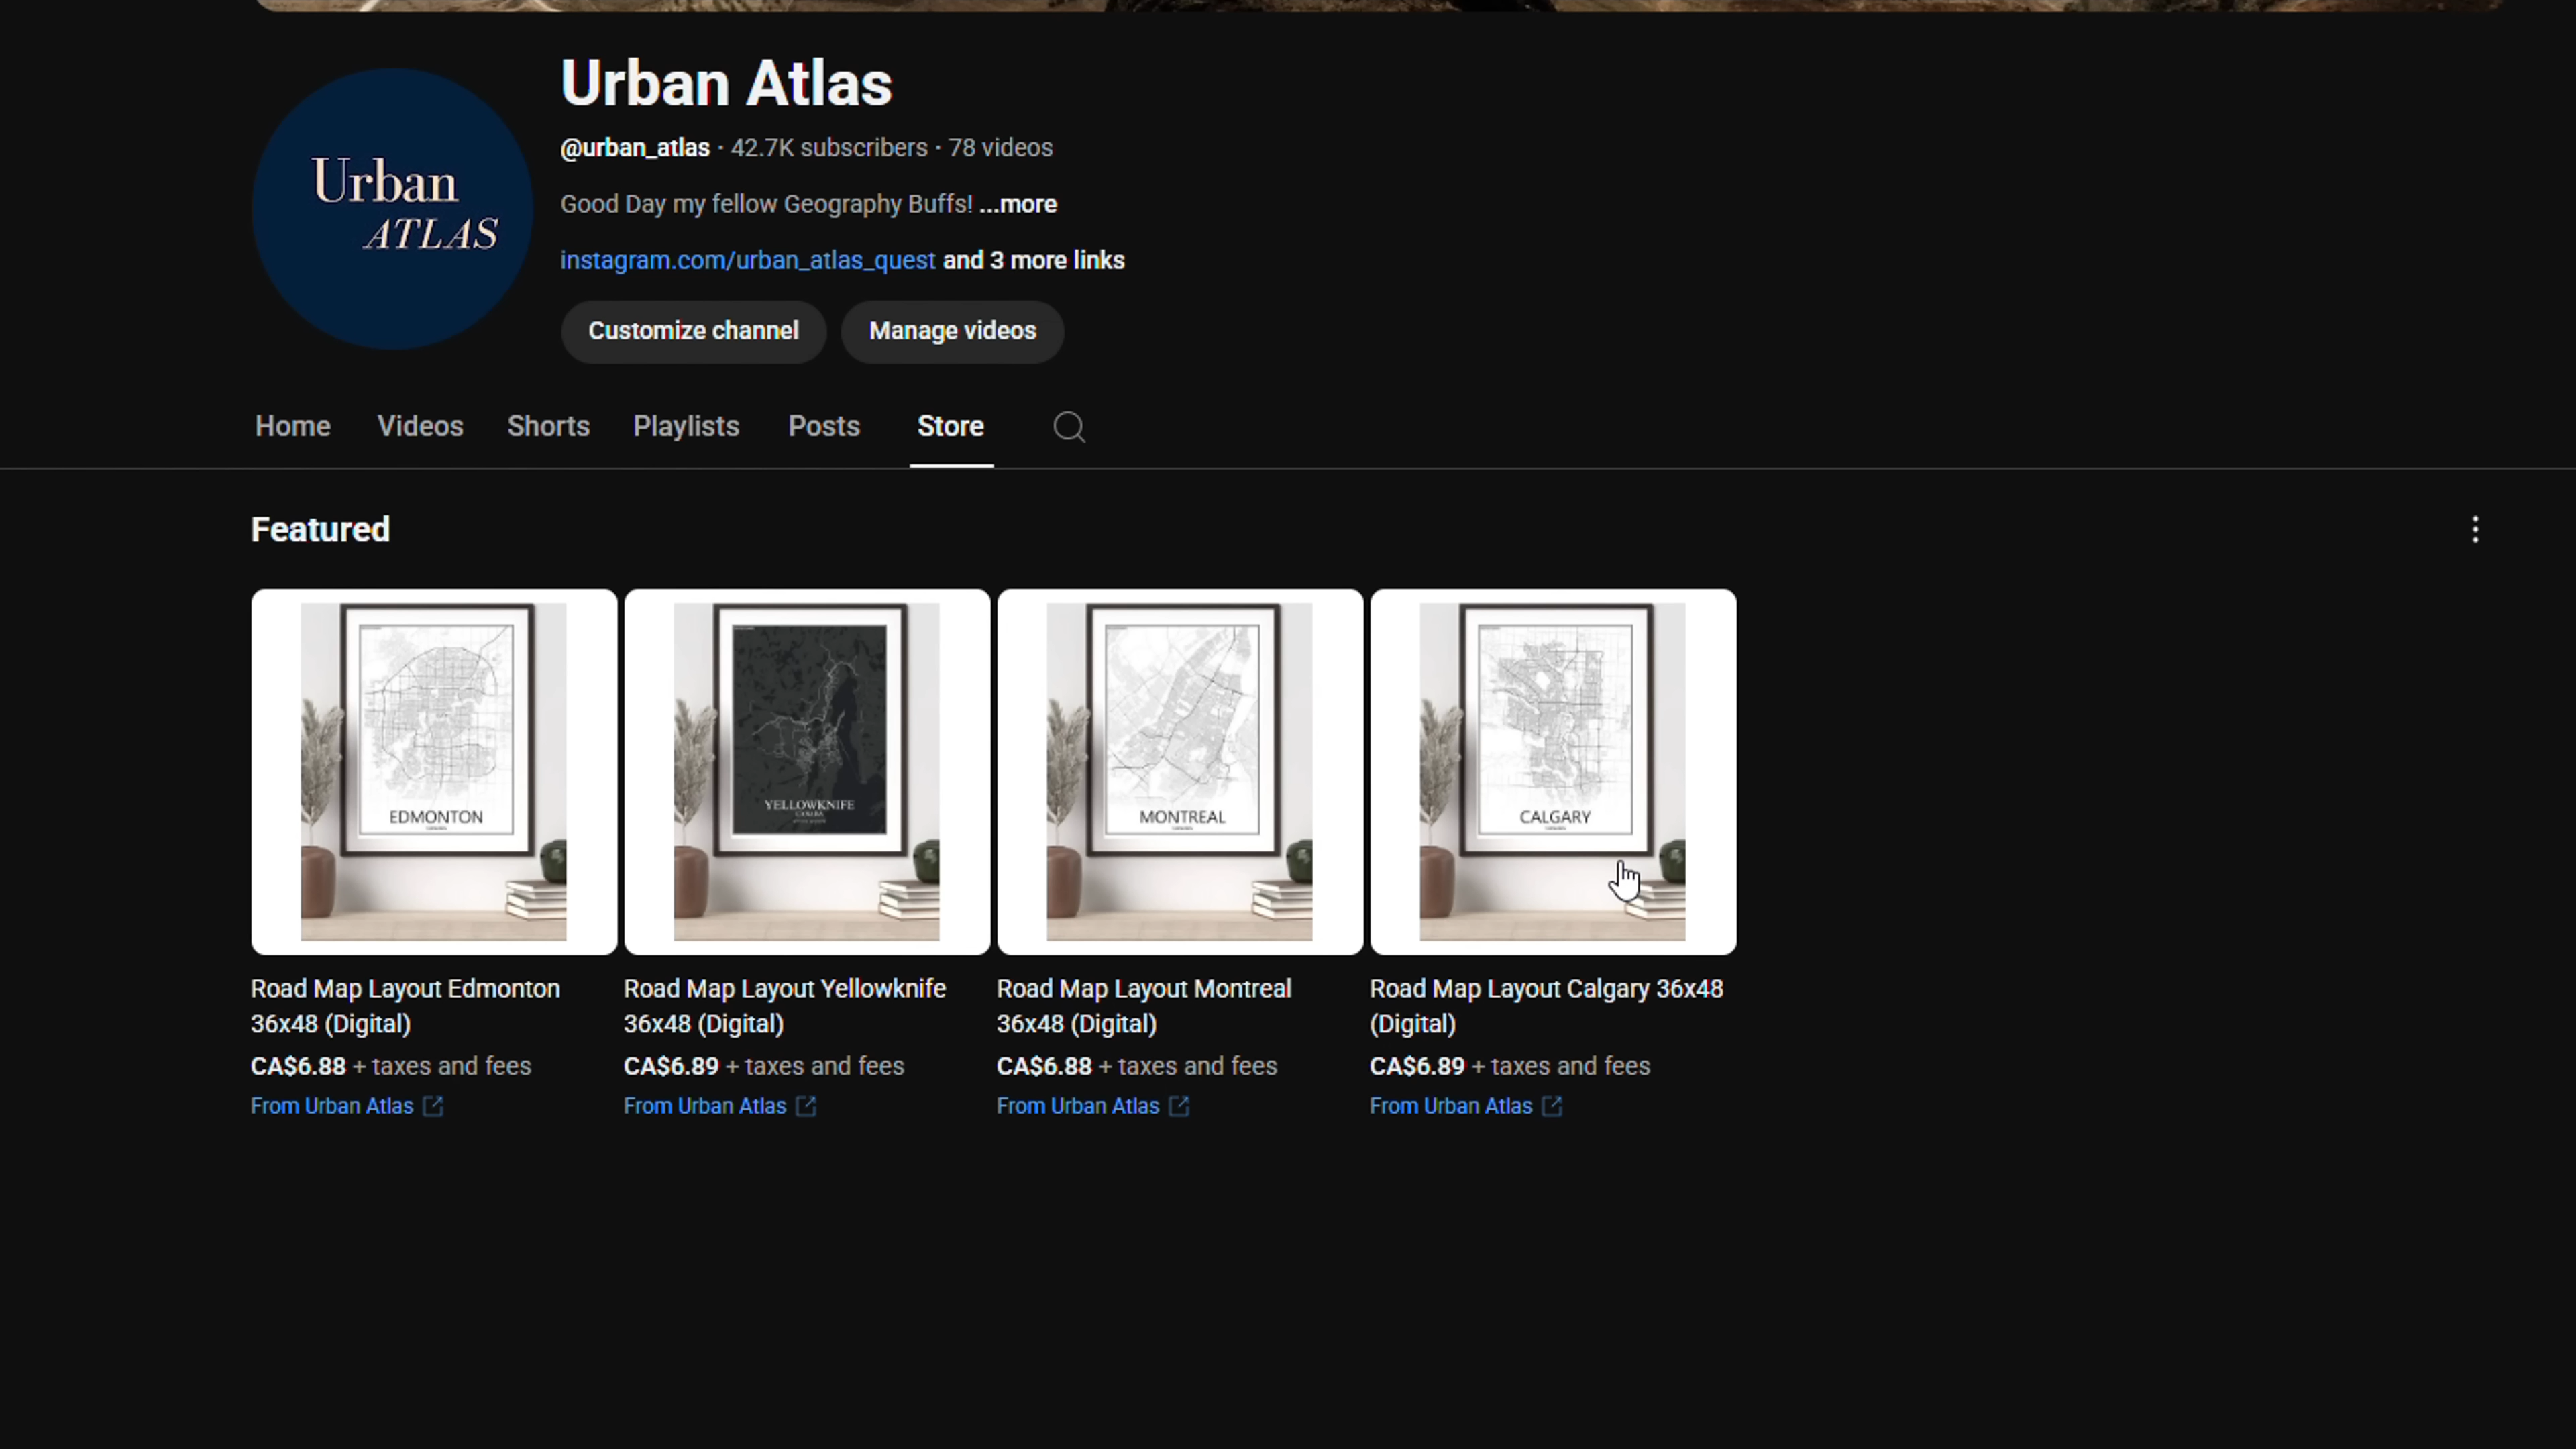 Urban
ATLAS
Urban Atlas
@urban_atlas · 42.7K subscribers · 78 videos
Good Day my fellow Geography Buffs! ...more
instagram.com/urban_atlas_quest and 3 more links
Customize channel
Manage videos
Home
Videos
Shorts
Playlists
Posts
Store
Featured
EDMONTON
YELLOWKNIFE
CANADA
MONTREAL
CALGARY
Road Map Layout Edmonton
36x48 (Digital)
CA$6.88 + taxes and fees
From Urban Atlas
Road Map Layout Yellowknife
36x48 (Digital)
CA$6.89 + taxes and fees
From Urban Atlas
Road Map Layout Montreal
36x48 (Digital)
CA$6.88 + taxes and fees
From Urban Atlas
Road Map Layout Calgary 36x48
(Digital)
CA$6.89 + taxes and fees
From Urban Atlas